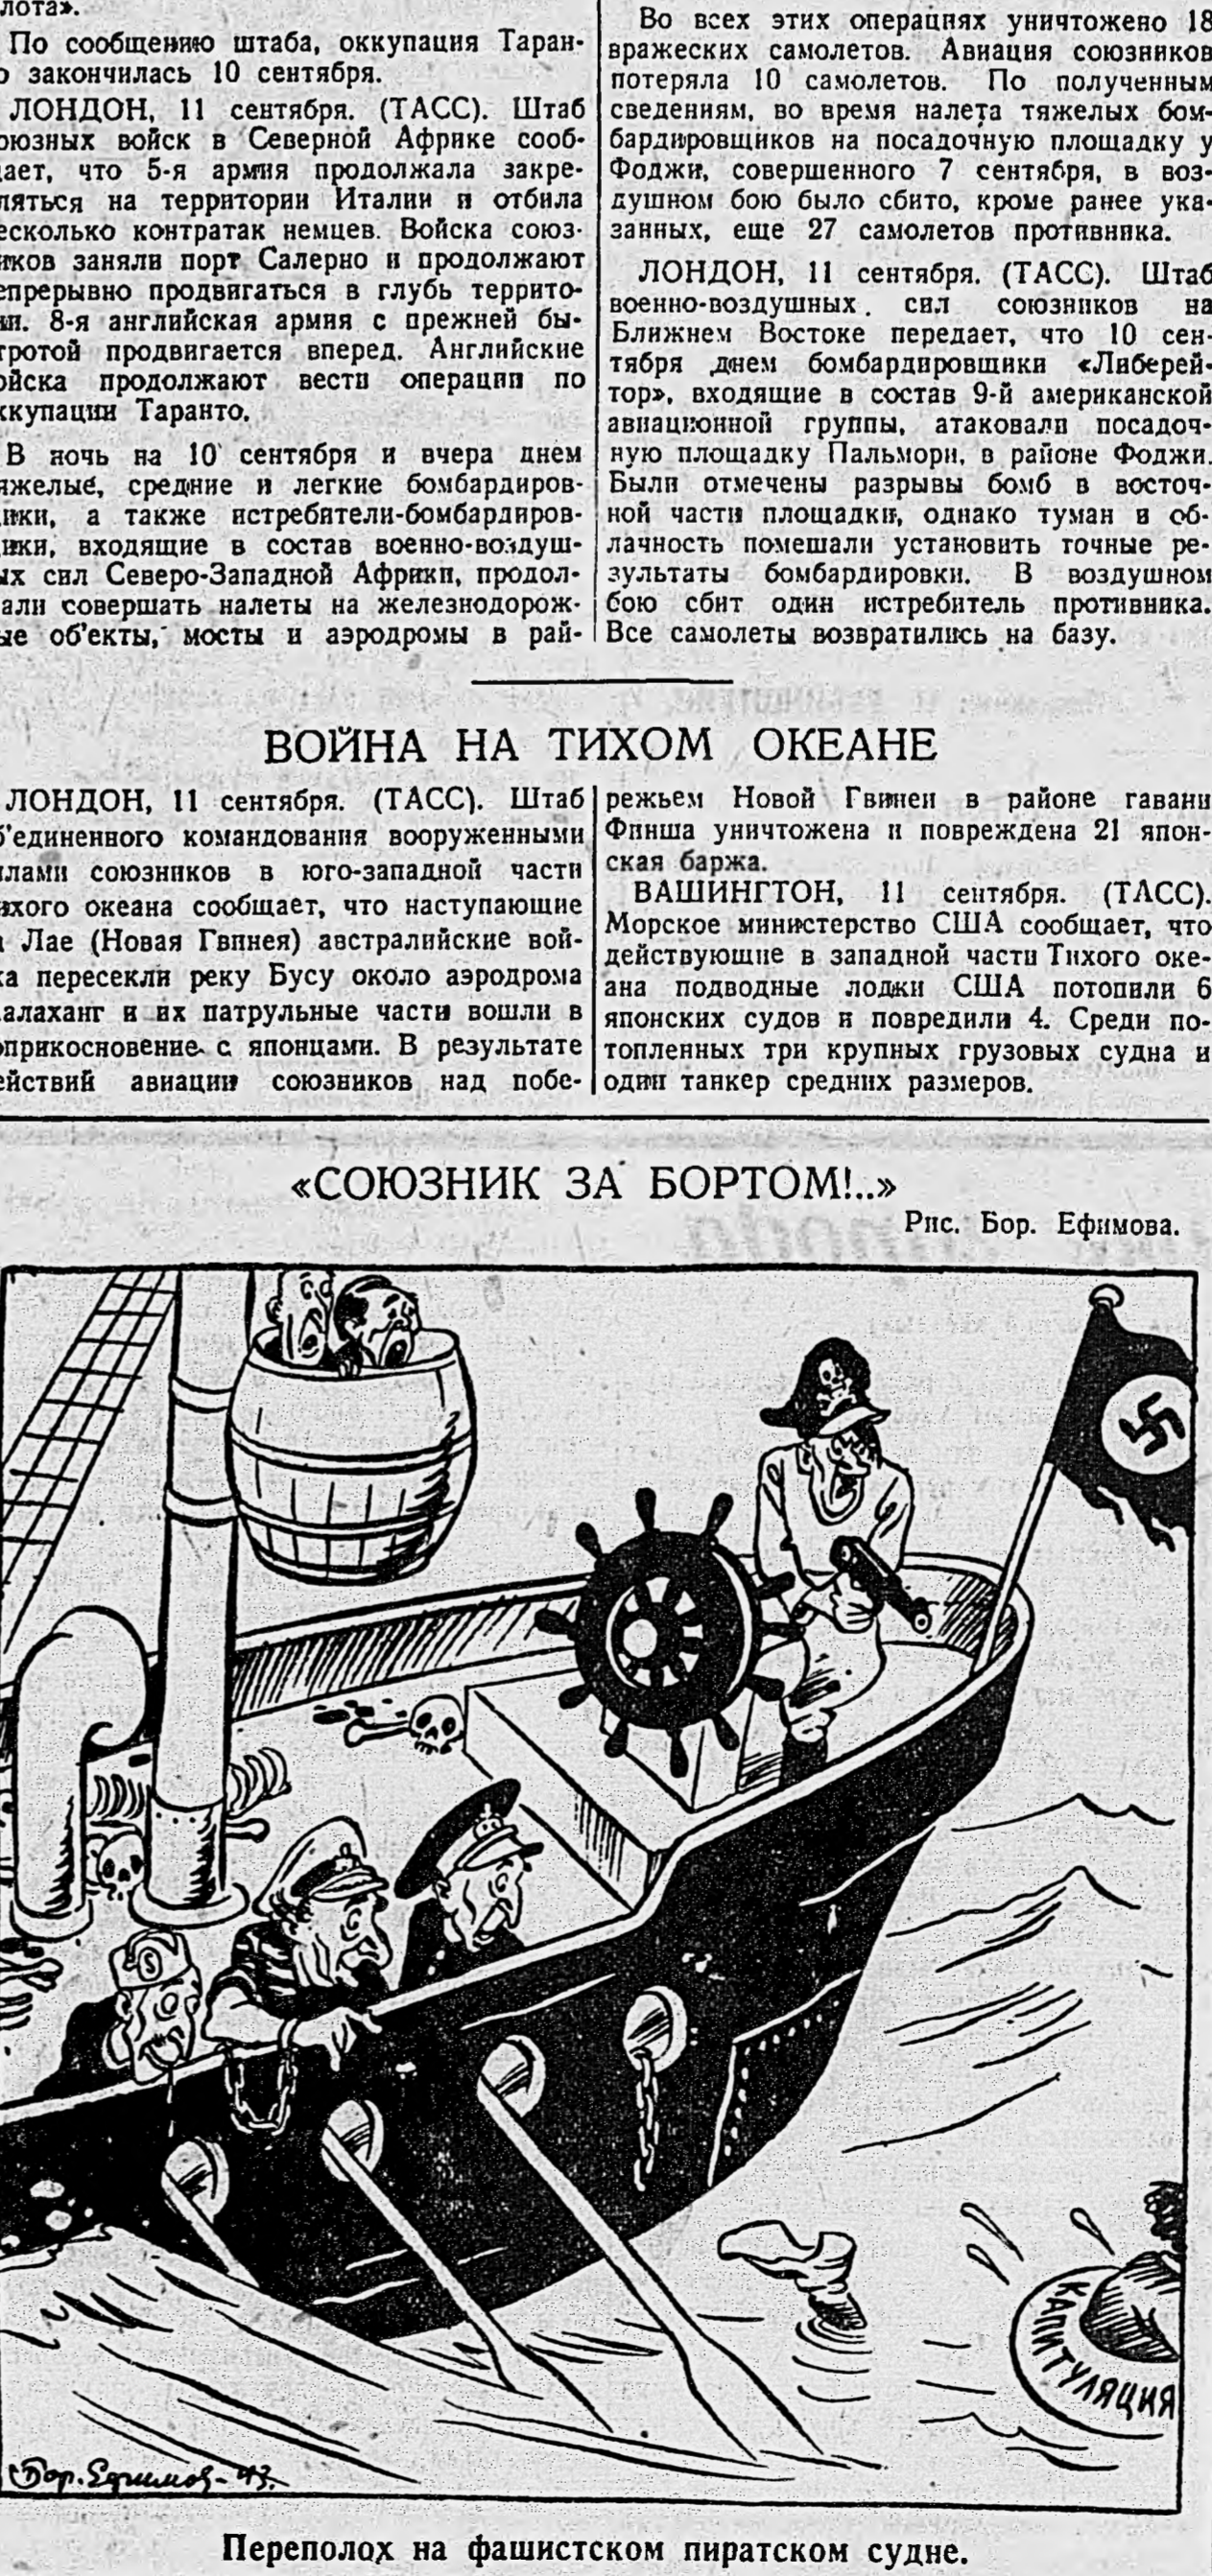 лота».
По сообщению штаба, оккупация Таран-
о закончилась 10 сентября.
ЛОНДОН, 11 сентября. (ТАСС). Штаб
оюзных войск в Северной Африке сооб-
ает, что 5-я армия продолжала закре-
ляться на территории Италии и отбила
есколько контратак немцев. Войска союз-
иков заняли порт Салерно и продолжают
епрерывно продвигаться в глубь террито-
ии. 8-я английская армия с прежней бы-
тротой продвигается вперед. Английские
ойска продолжают вести операции по
ккупации Таранто.
В ночь на 10 сентября и вчера днем
яжелые, средние и легкие бомбардиров-
ики, а также истребители-бомбардиров-
ики, входящие в состав военно-воздуш-
ых сил Северо-Западной Африки, продол-
али совершать налеты на железнодорож-
ые об'екты, мосты и аэродромы в рай-
Во всех этих операциях уничтожено 18
вражеских самолетов. Авиация союзников
потеряла 10 самолетов. По полученным
сведениям, во время налета тяжелых бом-
бардировщиков на посадочную площадку у
Фоджи, совершенного 7 сентября, в воз-
душном бою было сбито, кроме ранее ука-
занных, еще 27 самолетов противника.
ЛОНДОН, 11 сентября. (ТАСС). Штаб
военно-воздушных сил союзников на
Ближнем Востоке передает, что 10 сен-
тября днем бомбардировщики «Либерей-
тор», входящие в состав 9-й американской
авиационной группы, атаковали посадоч-
ную площадку Пальмори, в районе Фоджи.
Были отмечены разрывы бомб в восточ-
ной части площадки, однако туман и об-
лачность помешали установить точные ре-
зультаты бомбардировки. В воздушном
бою сбит один истребитель противника.
Все самолеты возвратились на базу.
ВОЙНА НА ТИХОМ ОКЕАНЕ
ЛОНДОН, 11 сентября. (ТАСС). Штаб
б'единенного командования вооруженными
илами союзников в юго-западной части
ихого океана сообщает, что наступающие
а Лае (Новая Гвинея) австралийские вой-
ка пересекли реку Бусу около аэродрома
алаханг и их патрульные части вошли в
оприкосновение с японцами. В результате
ействий авиации союзников над побе-
режьем Новой Гвинеи в районе гавани
Финша уничтожена и повреждена 21 япон-
ская баржа.
ВАШИНГТОН, 11 сентября. (ТАСС).
Морское министерство США сообщает, что
действующие в западной части Тихого оке-
ана подводные лодки США потопили 6
японских судов и повредили 4. Среди по-
топленных три крупных грузовых судна и
один танкер средних размеров.
«СОЮЗНИК ЗА БОРТОМ!..»
Рис. Бор. Ефимова.
S
КАПИТУЛЯЦИЯ
Бор. Ефимов-43.
Переполох на фашистском пиратском судне.